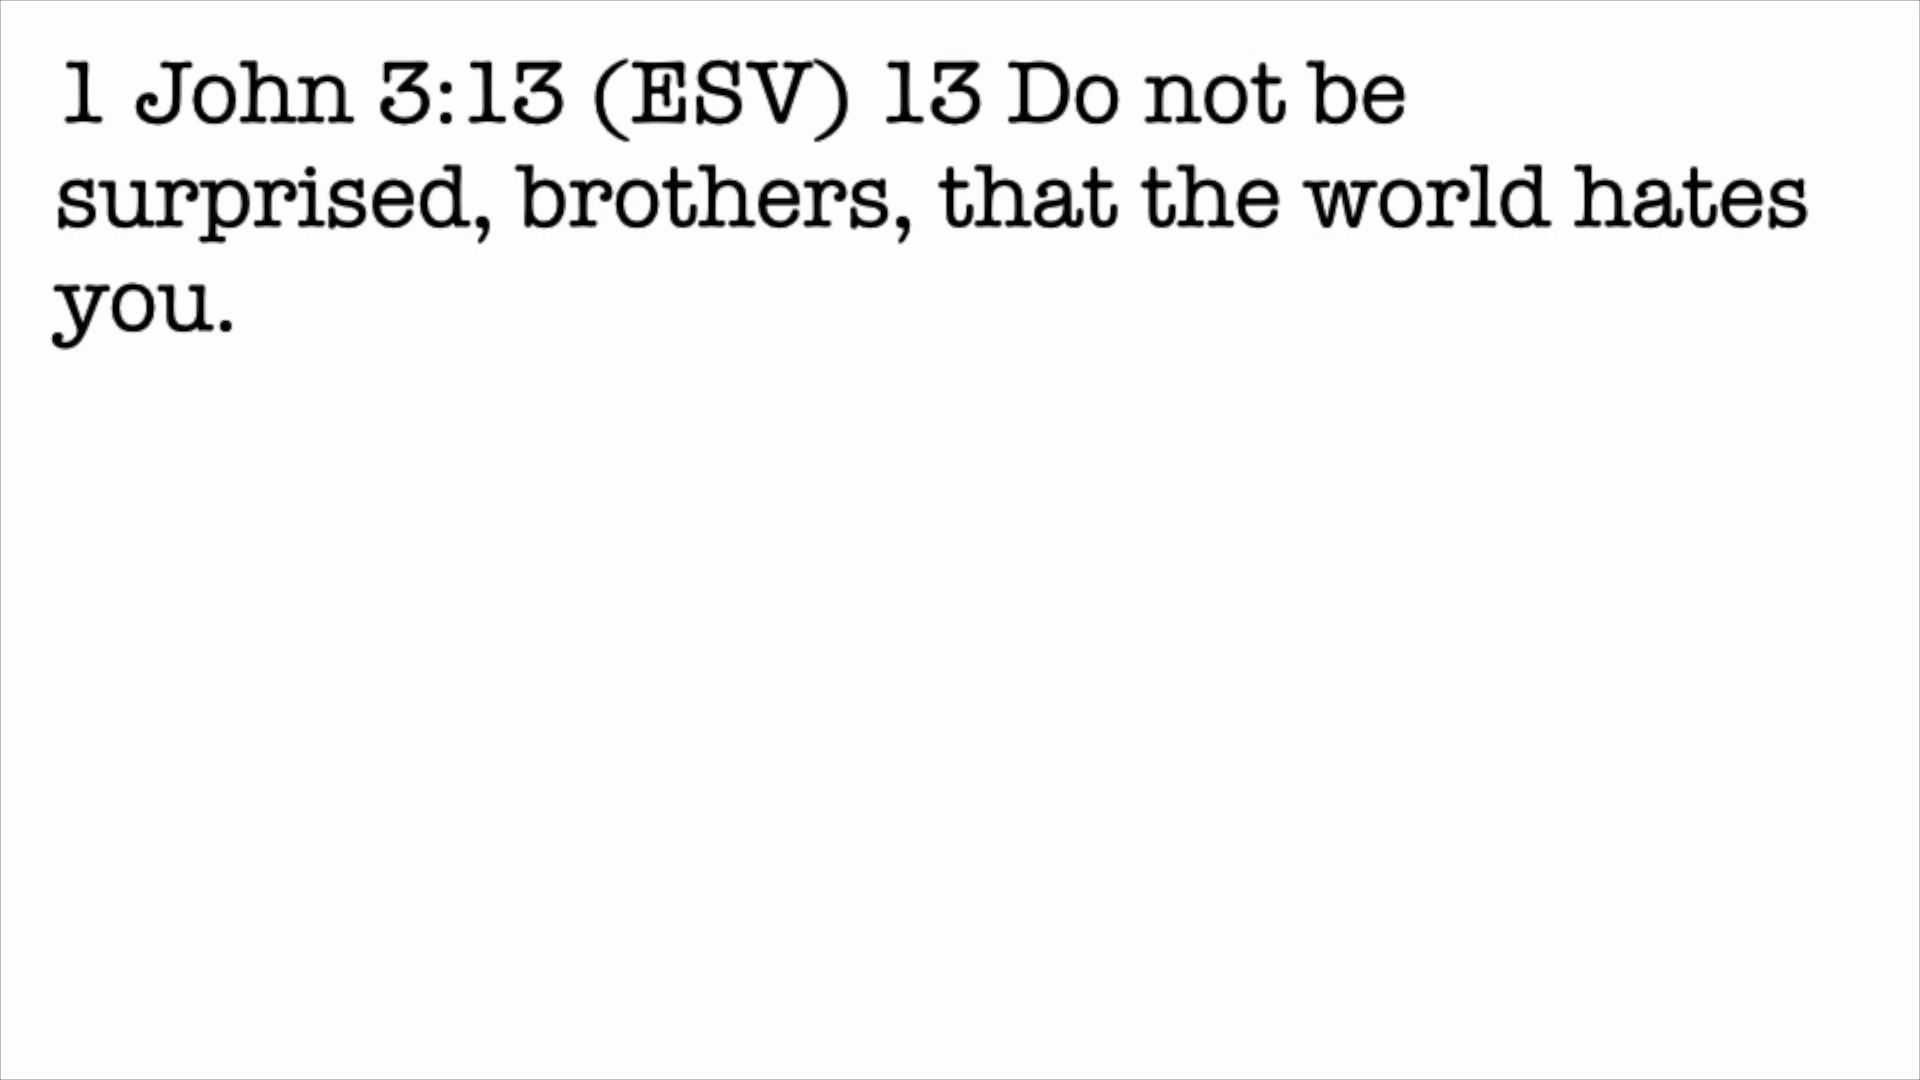 1 John 3:13 (ESV) 13 Do not be
surprised, brothers, that the world hates
you.